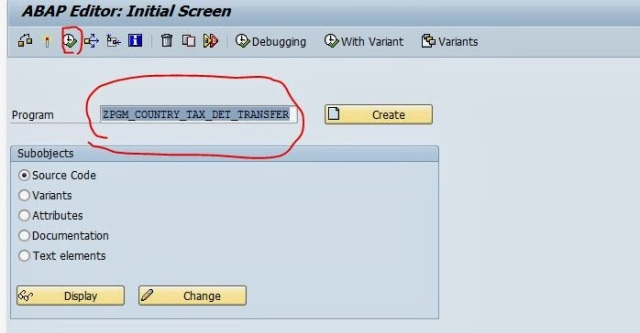 ABAP Editor: Initial Screen
Debugging With Variant Variants
Program ZPGM_COUNTRY_TAX_DET_TRANSFER Create
Subobjects
Source Code
Variants
Attributes
Documentation
Text elements
Display Change